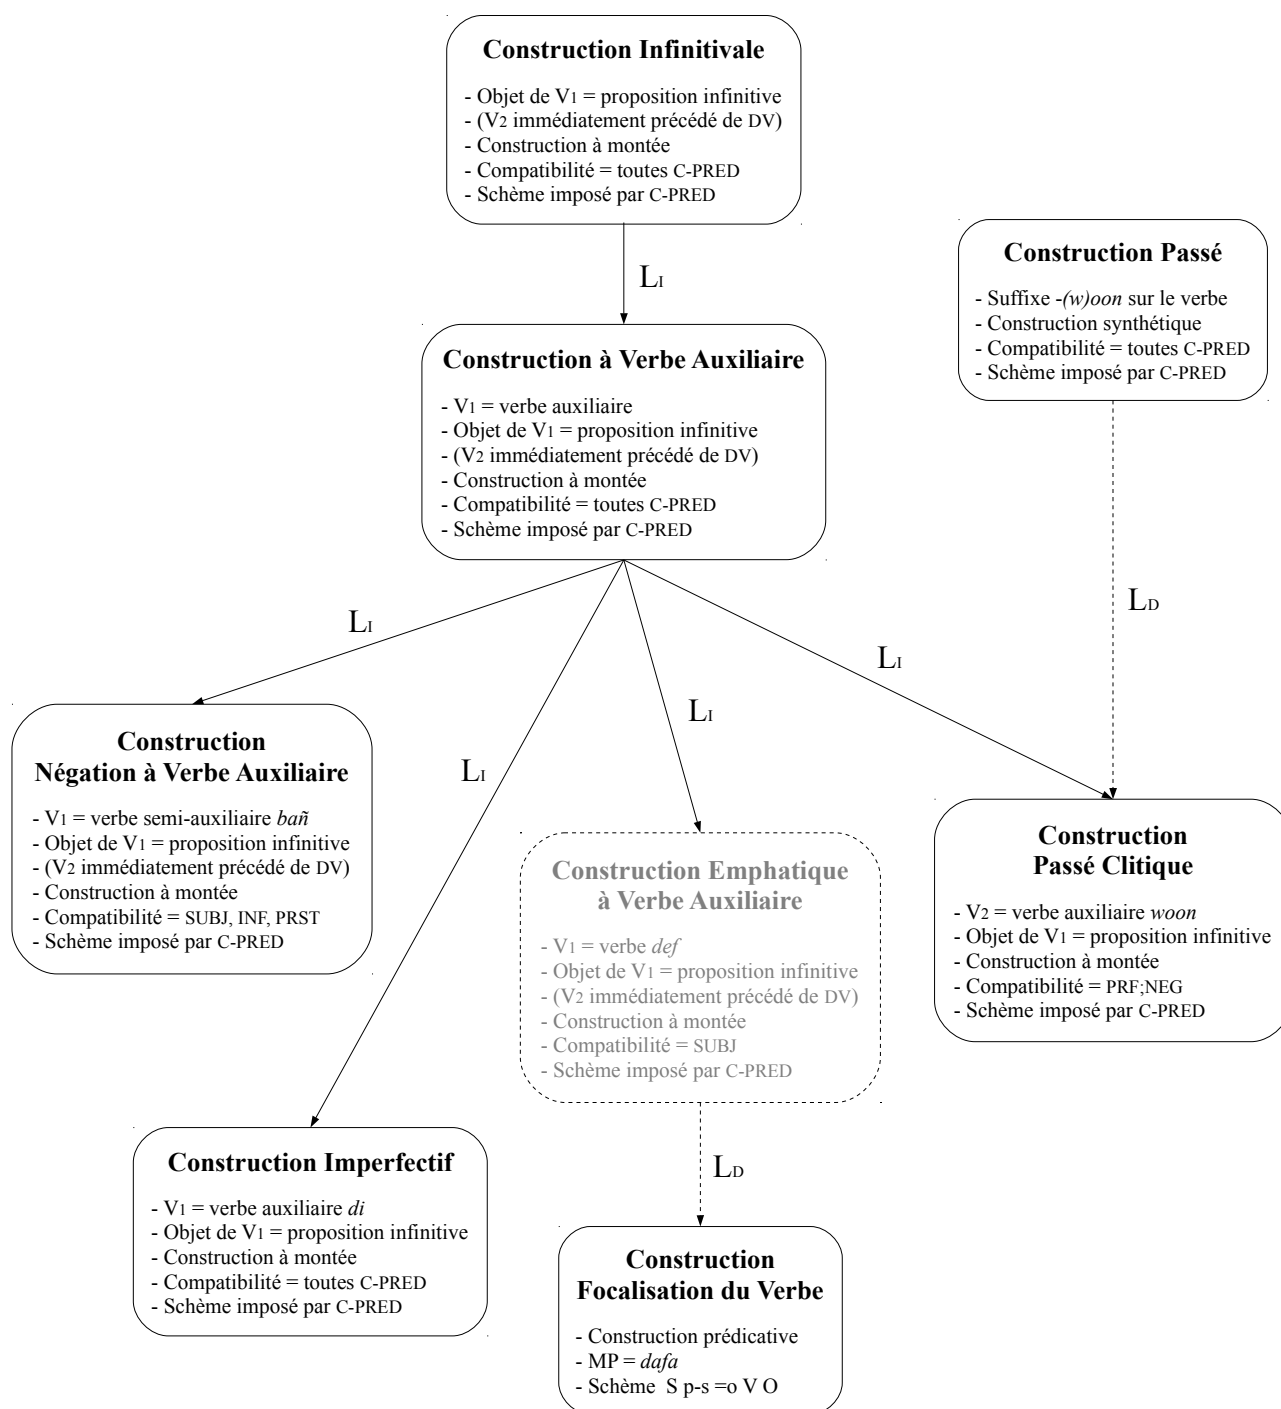 Construction Infinitivale
- Objet de V1 = proposition infinitive
- (V2 immédiatement précédé de DV)
- Construction à montée
- Compatibilité = toutes C-PRED
- Schème imposé par C-PRED
LI
Construction Passé
- Suffixe -(w)oon sur le verbe
- Construction synthétique
- Compatibilité = toutes C-PRED
- Schème imposé par C-PRED
Construction à Verbe Auxiliaire
- V1 = verbe auxiliaire
- Objet de V1 = proposition infinitive
- (V2 immédiatement précédé de DV)
- Construction à montée
- Compatibilité = toutes C-PRED
- Schème imposé par C-PRED
LI
LI
LI
LI
LD
Construction
Négation à Verbe Auxiliaire
- V1 = verbe semi-auxiliaire bañ
- Objet de V1 = proposition infinitive
- (V2 immédiatement précédé de DV)
- Construction à montée
- Compatibilité = SUBJ, INF, PRST
- Schème imposé par C-PRED
Construction Emphatique
à Verbe Auxiliaire
- V1 = verbe def
- Objet de V1 = proposition infinitive
- (V2 immédiatement précédé de DV)
- Construction à montée
- Compatibilité = SUBJ
- Schème imposé par C-PRED
Construction
Passé Clitique
- V2 = verbe auxiliaire woon
- Objet de V1 = proposition infinitive
- Construction à montée
- Compatibilité = PRF;NEG
- Schème imposé par C-PRED
LD
Construction Imperfectif
- V1 = verbe auxiliaire di
- Objet de V1 = proposition infinitive
- Construction à montée
- Compatibilité = toutes C-PRED
- Schème imposé par C-PRED
Construction
Focalisation du Verbe
- Construction prédicative
- MP = dafa
- Schème S p-s =o V O